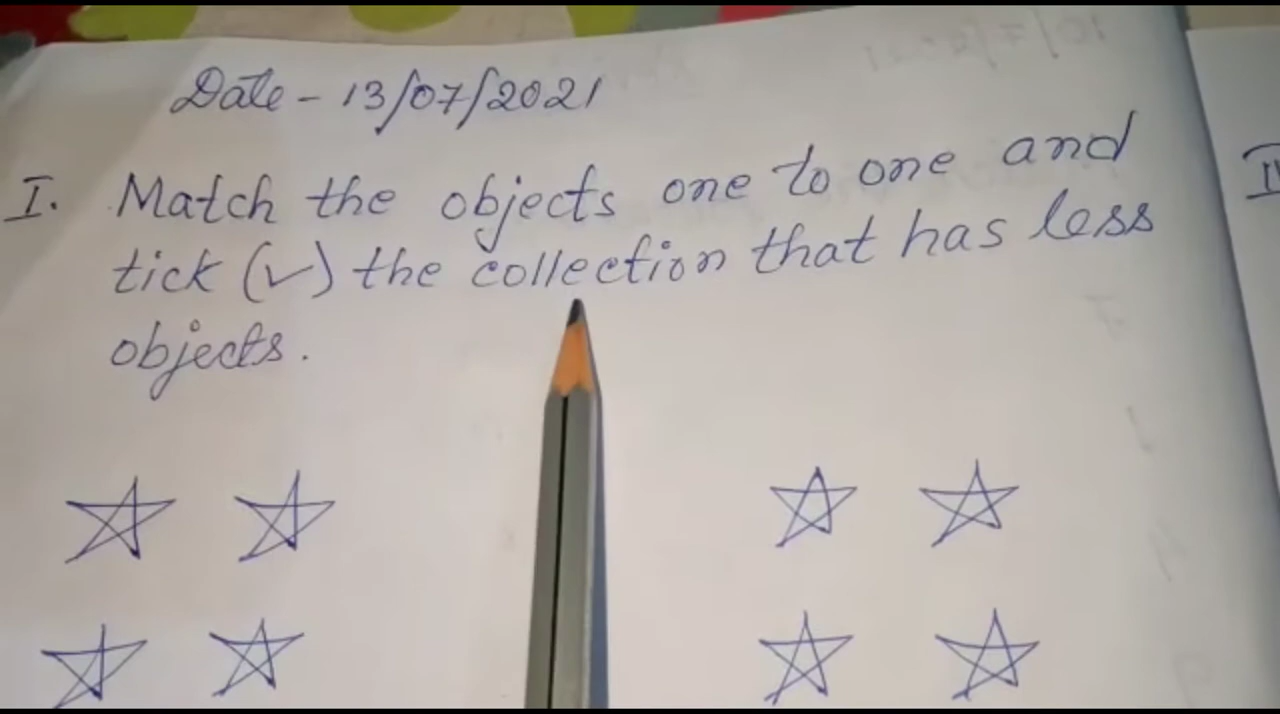 Date - 13/07/2021
I. Match the objects one to one and
tick (✓) the collection that has less
objects.